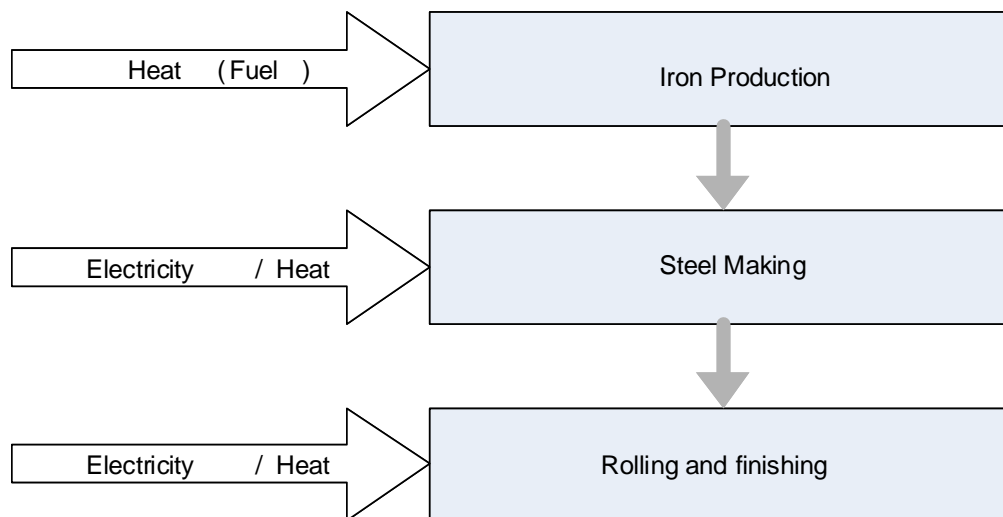 Heat (Fuel )
Iron Production
Electricity / Heat
Steel Making
Electricity / Heat
Rolling and finishing